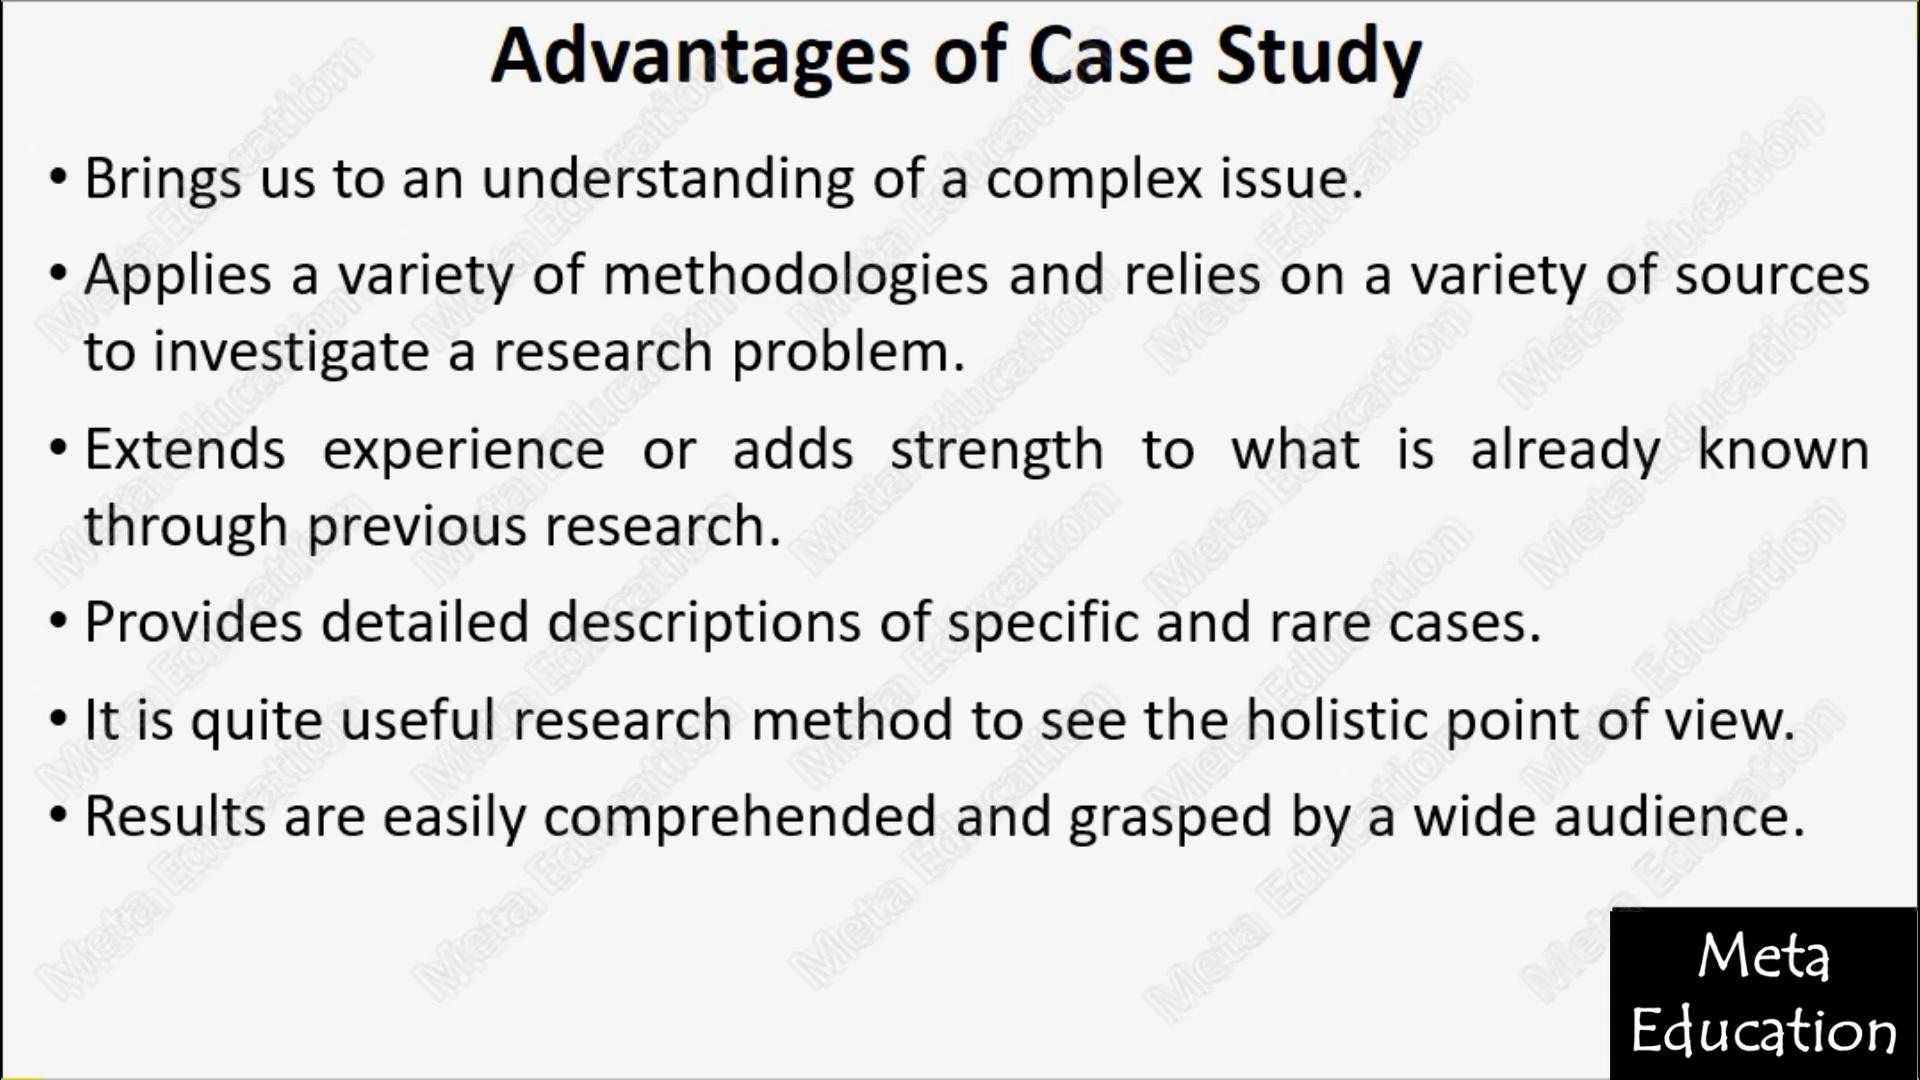 Advantages of Case Study
• Brings us to an understanding of a complex issue.
• Applies a variety of methodologies and relies on a variety of sources
to investigate a research problem.
• Extends experience or adds strength to what is already known
through previous research.
• Provides detailed descriptions of specific and rare cases.
• It is quite useful research method to see the holistic point of view.
• Results are easily comprehended and grasped by a wide audience.
Meta
Education